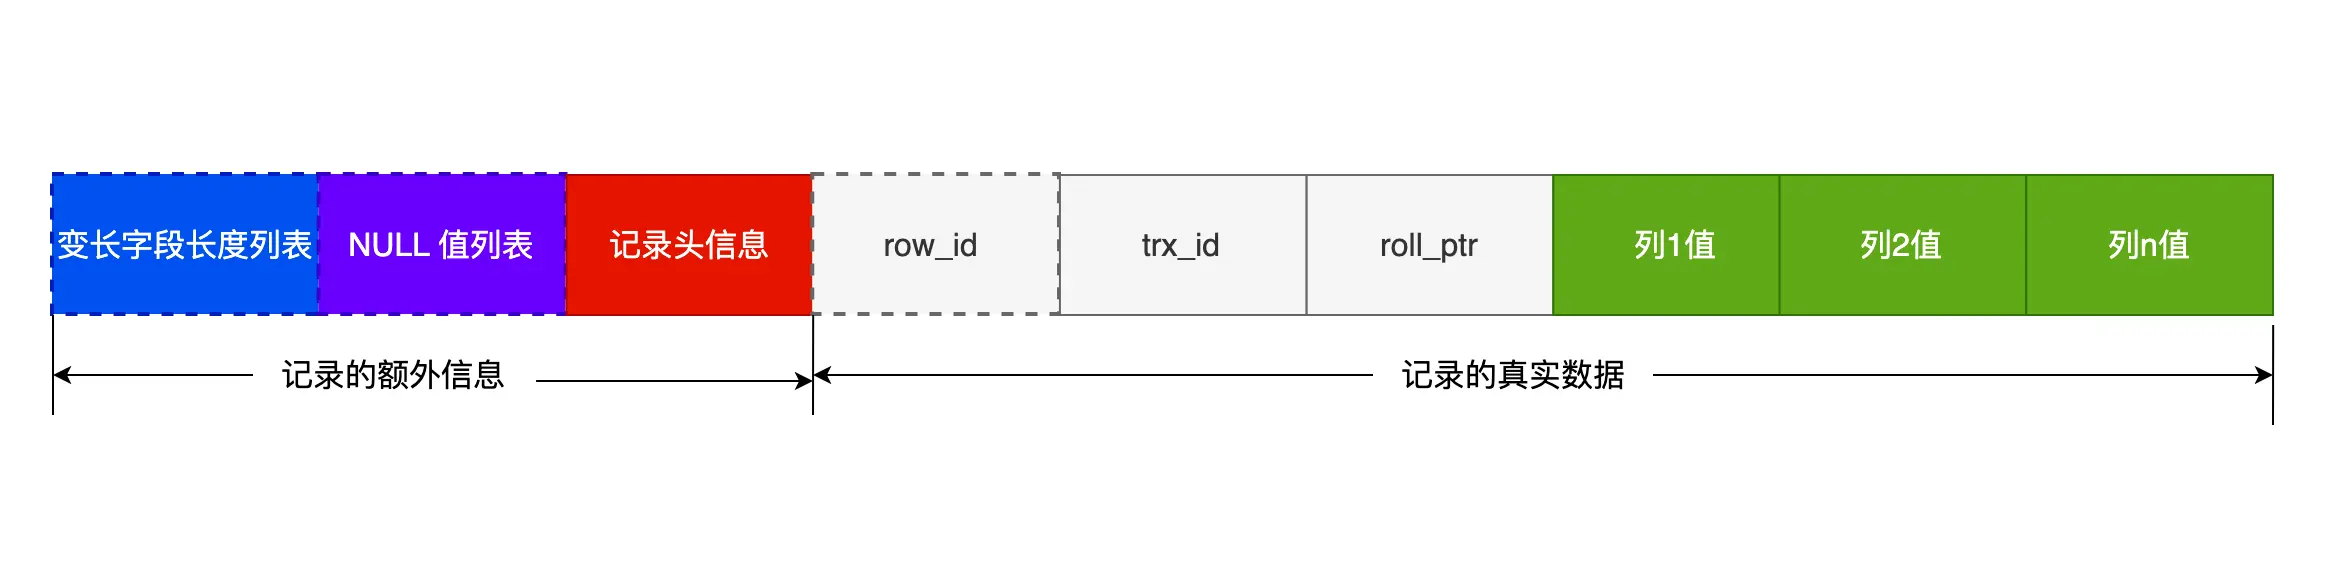 变长字段长度列表
NULL 值列表
记录头信息
row_id
trx_id
roll_ptr
列1值
列2值
列n值
记录的额外信息
记录的真实数据